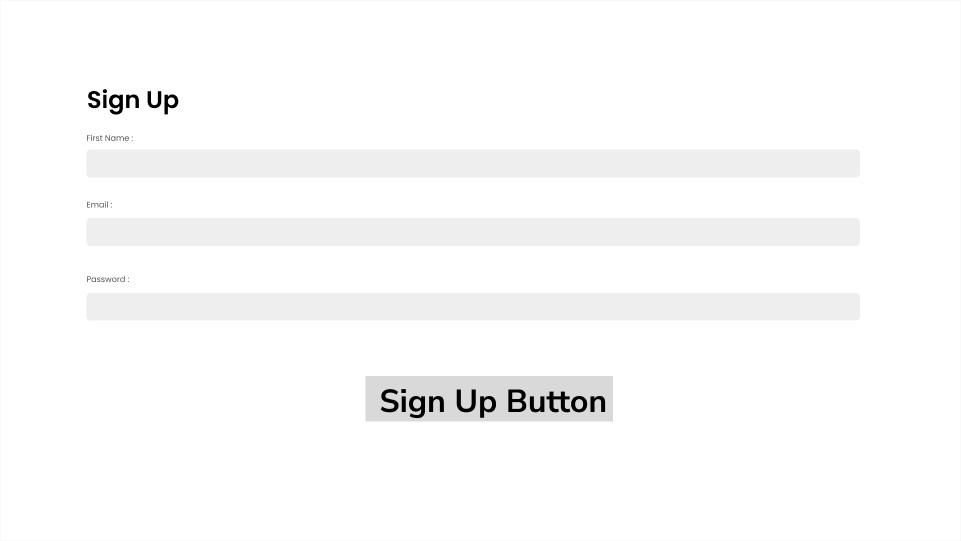 Sign Up
First Name :
Email :
Password :
Sign Up Button